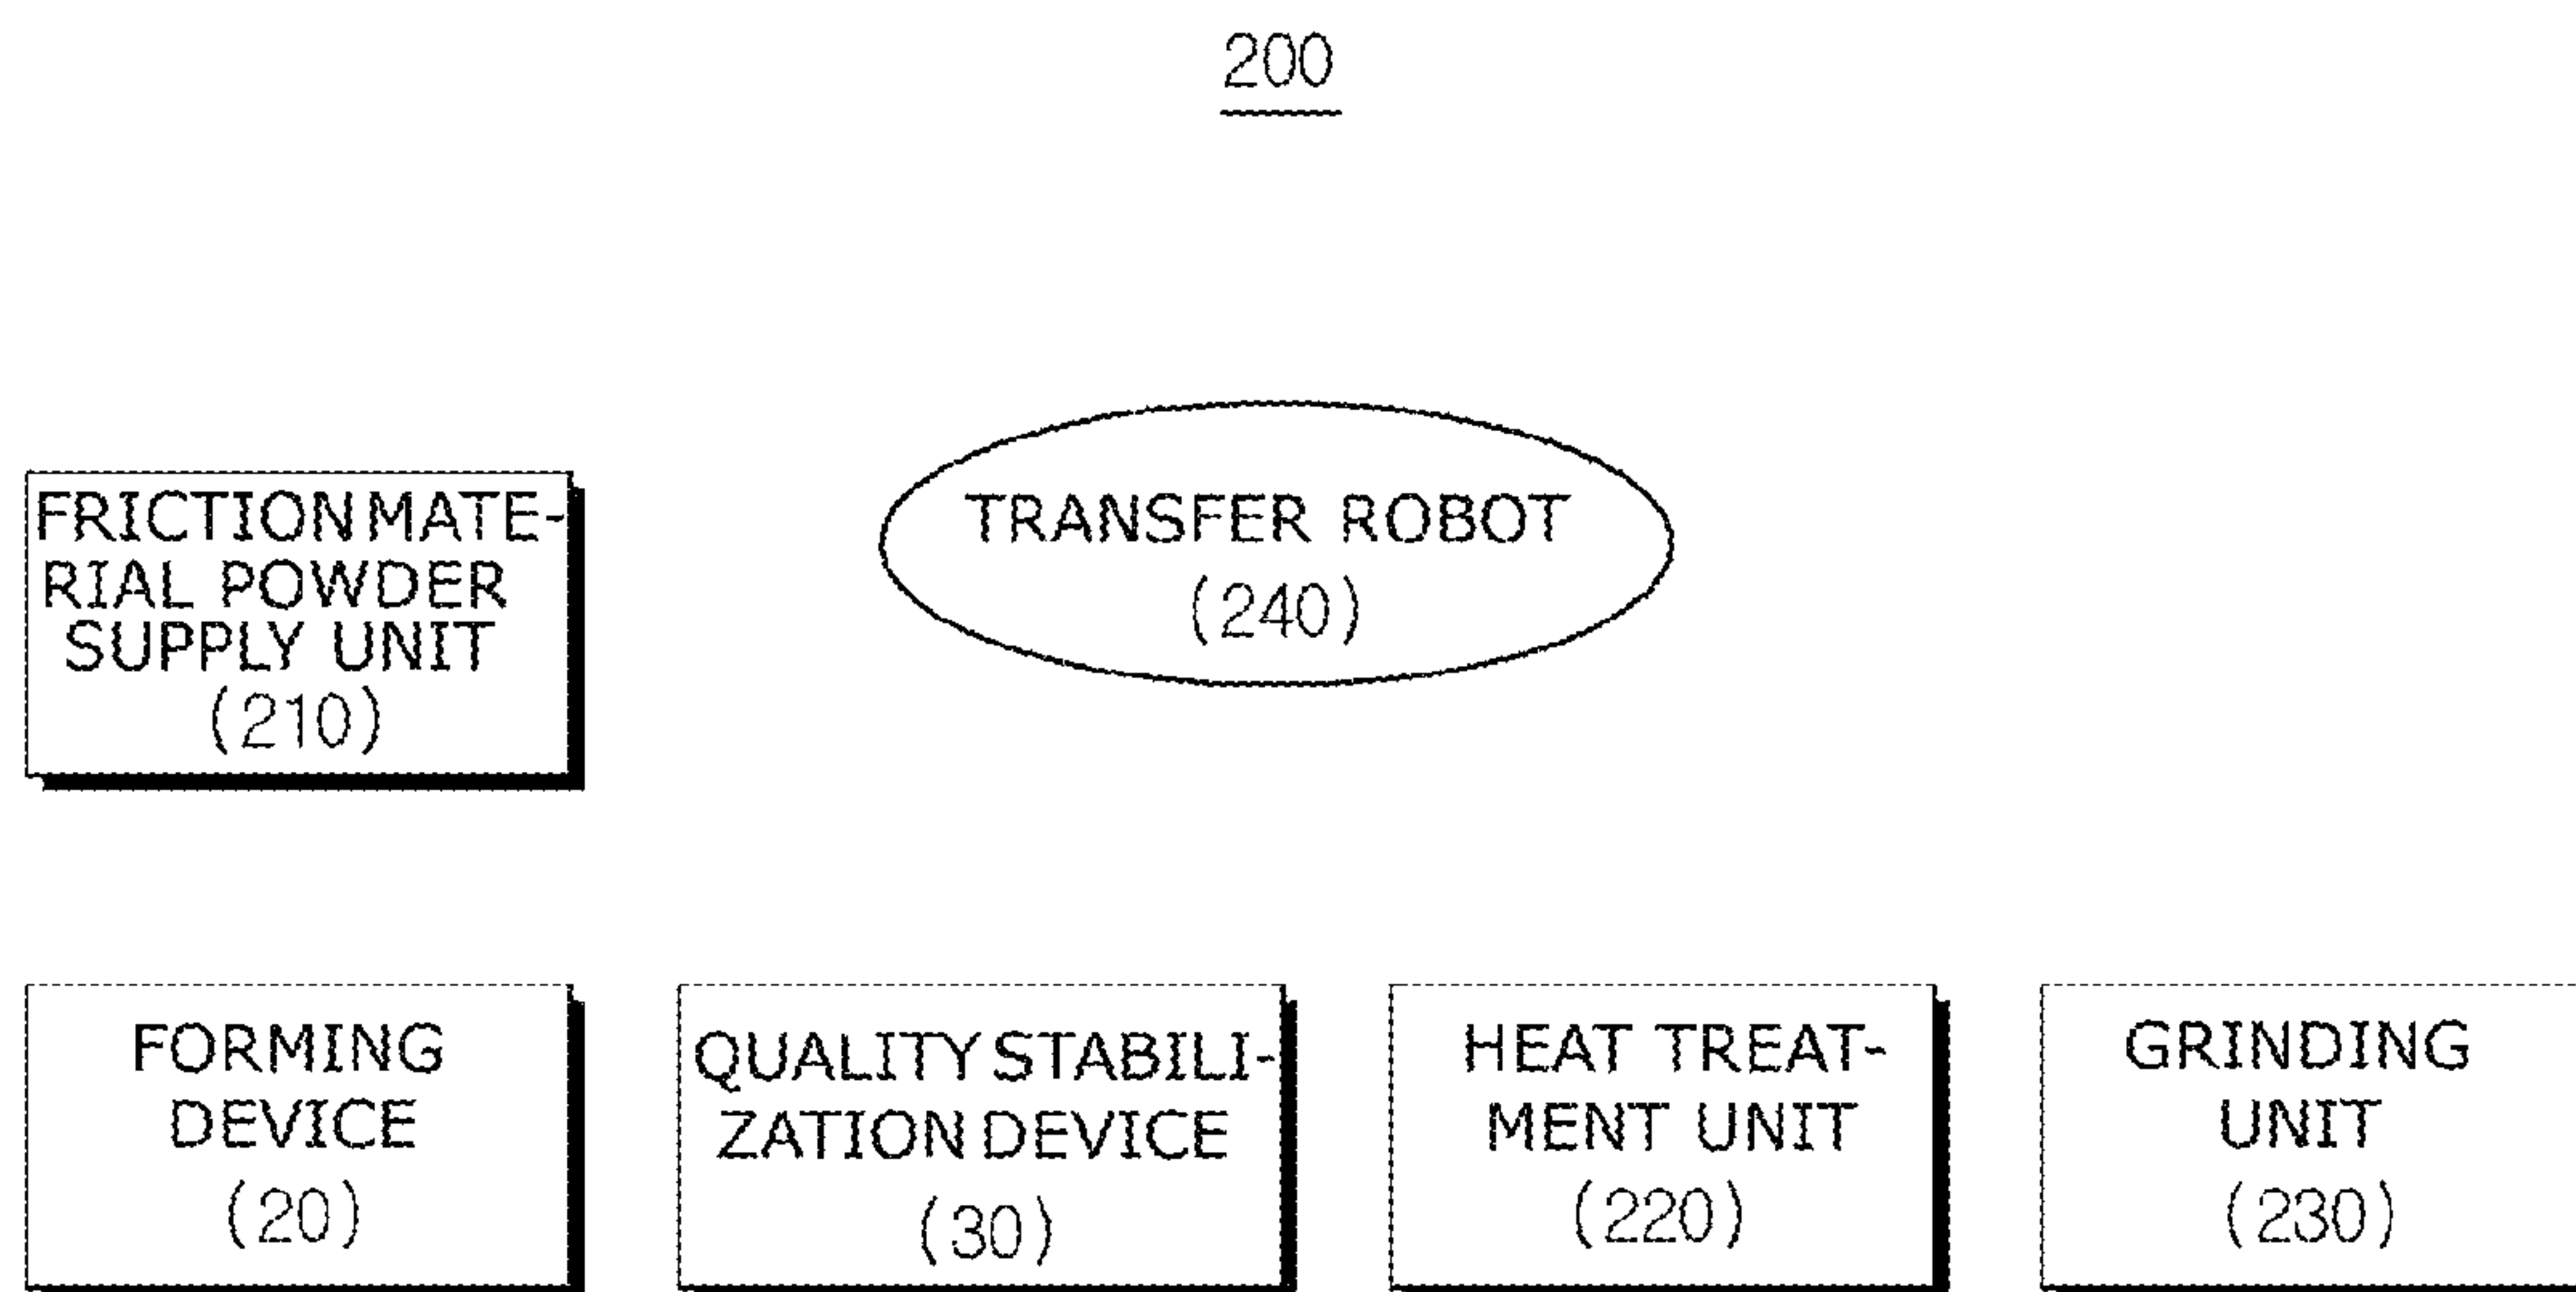 200
FRICTION MATE-
RIAL POWDER
SUPPLY UNIT
(210)
TRANSFER ROBOT
(240)
FORMING
DEVICE
(20)
QUALITY STABILI-
ZATION DEVICE
(30)
HEAT TREAT-
MENT UNIT
(220)
GRINDING
UNIT
(230)